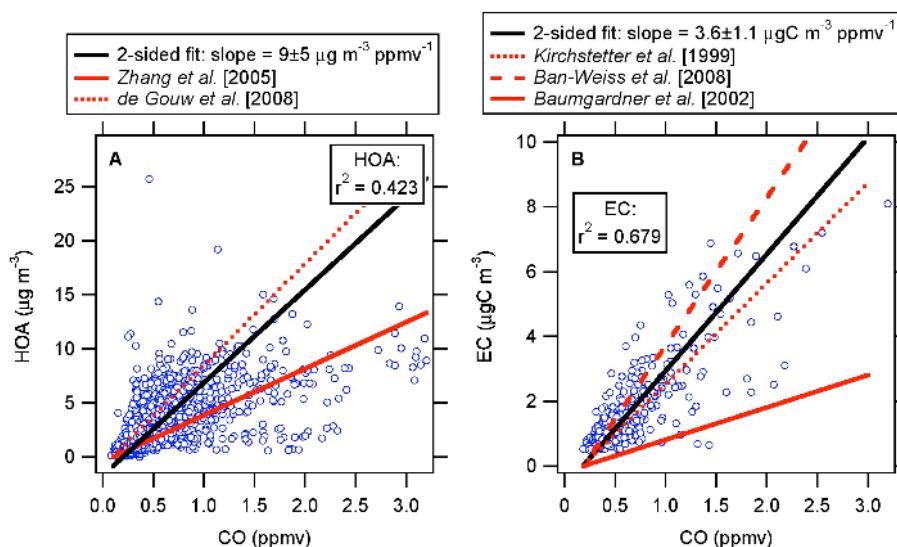 2-sided fit: slope = 9±5 µg m⁻³ ppmv⁻¹
Zhang et al. [2005]
de Gouw et al. [2008]
2-sided fit: slope = 3.6±1.1 µgC m⁻³ ppmv⁻¹
Kirchstetter et al. [1999]
Ban-Weiss et al. [2008]
Baumgardner et al. [2002]
A
HOA:
r² = 0.423
HOA (µg m⁻³)
25
20
15
10
5
0
0.0 0.5 1.0 1.5 2.0 2.5 3.0
CO (ppmv)
B
EC:
r² = 0.679
EC (µgC m⁻³)
10
8
6
4
2
0
0.0 0.5 1.0 1.5 2.0 2.5 3.0
CO (ppmv)